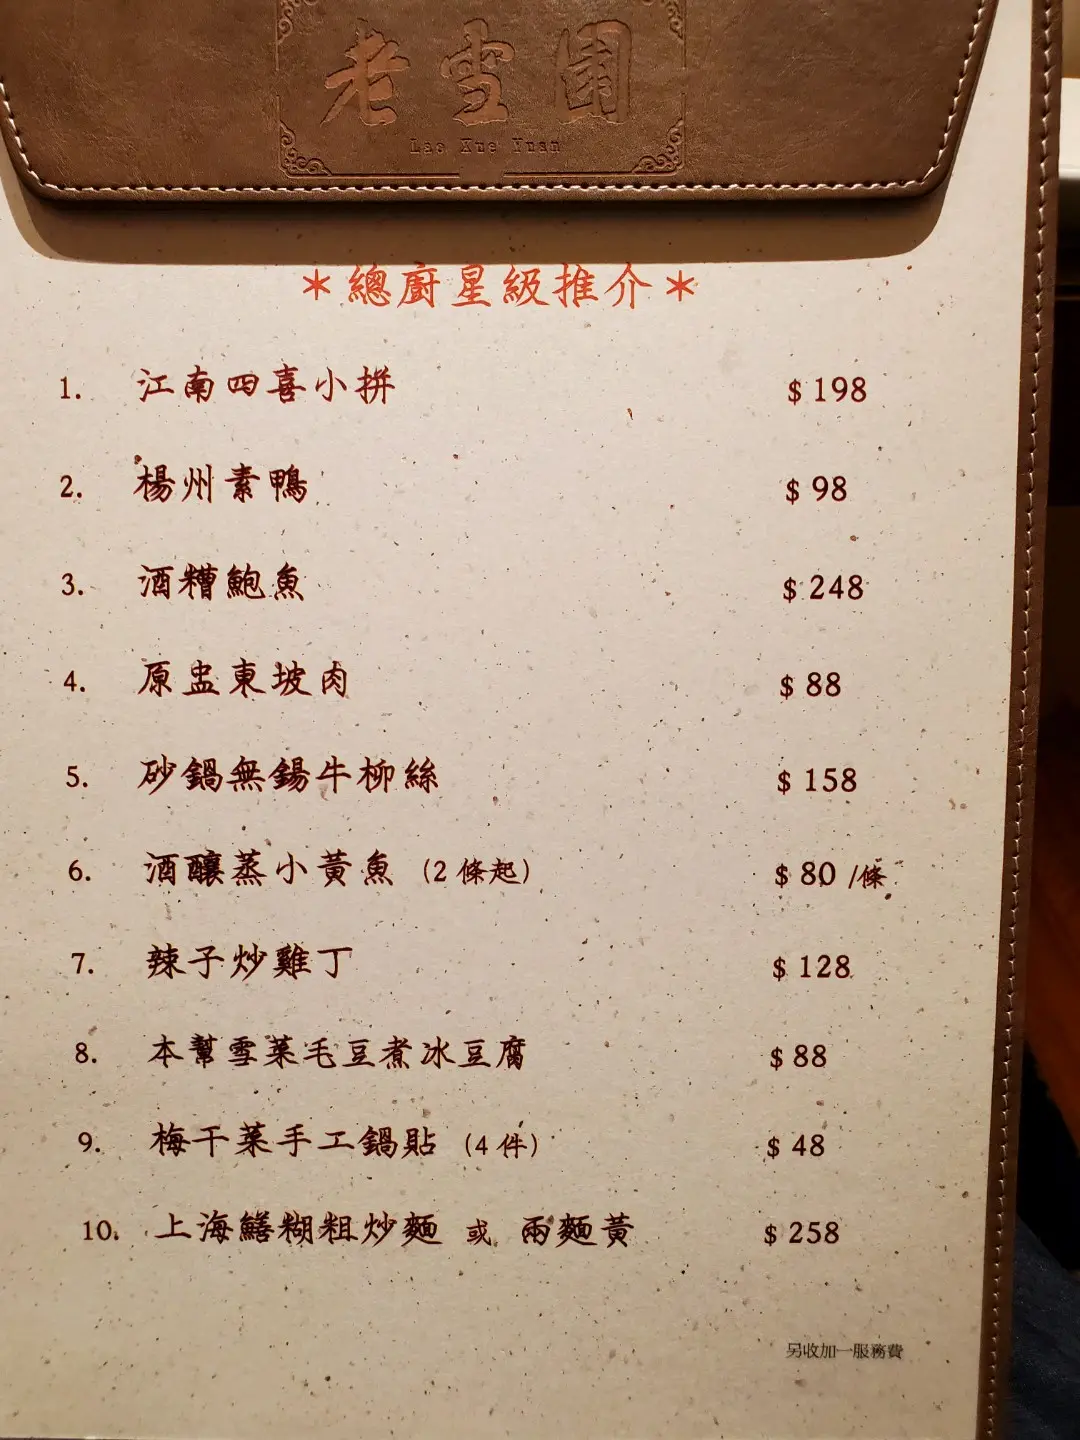 老雪園
Lao Xue Yuan
＊總廚星級推介＊
1. 江南四喜小拼 $ 198
2. 楊州素鴨 $ 98
3. 酒糟鮑魚 $ 248
4. 原盅東坡肉 $ 88
5. 砂鍋無錫牛柳絲 $ 158
6. 酒釀蒸小黃魚 (2 條起) $ 80 /條
7. 辣子炒雞丁 $ 128
8. 本幫雪菜毛豆煮冰豆腐 $ 88
9. 梅干菜手工鍋貼 (4 件) $ 48
10. 上海鱔糊粗炒麵 或 兩麵黃 $ 258
另收加一服務費